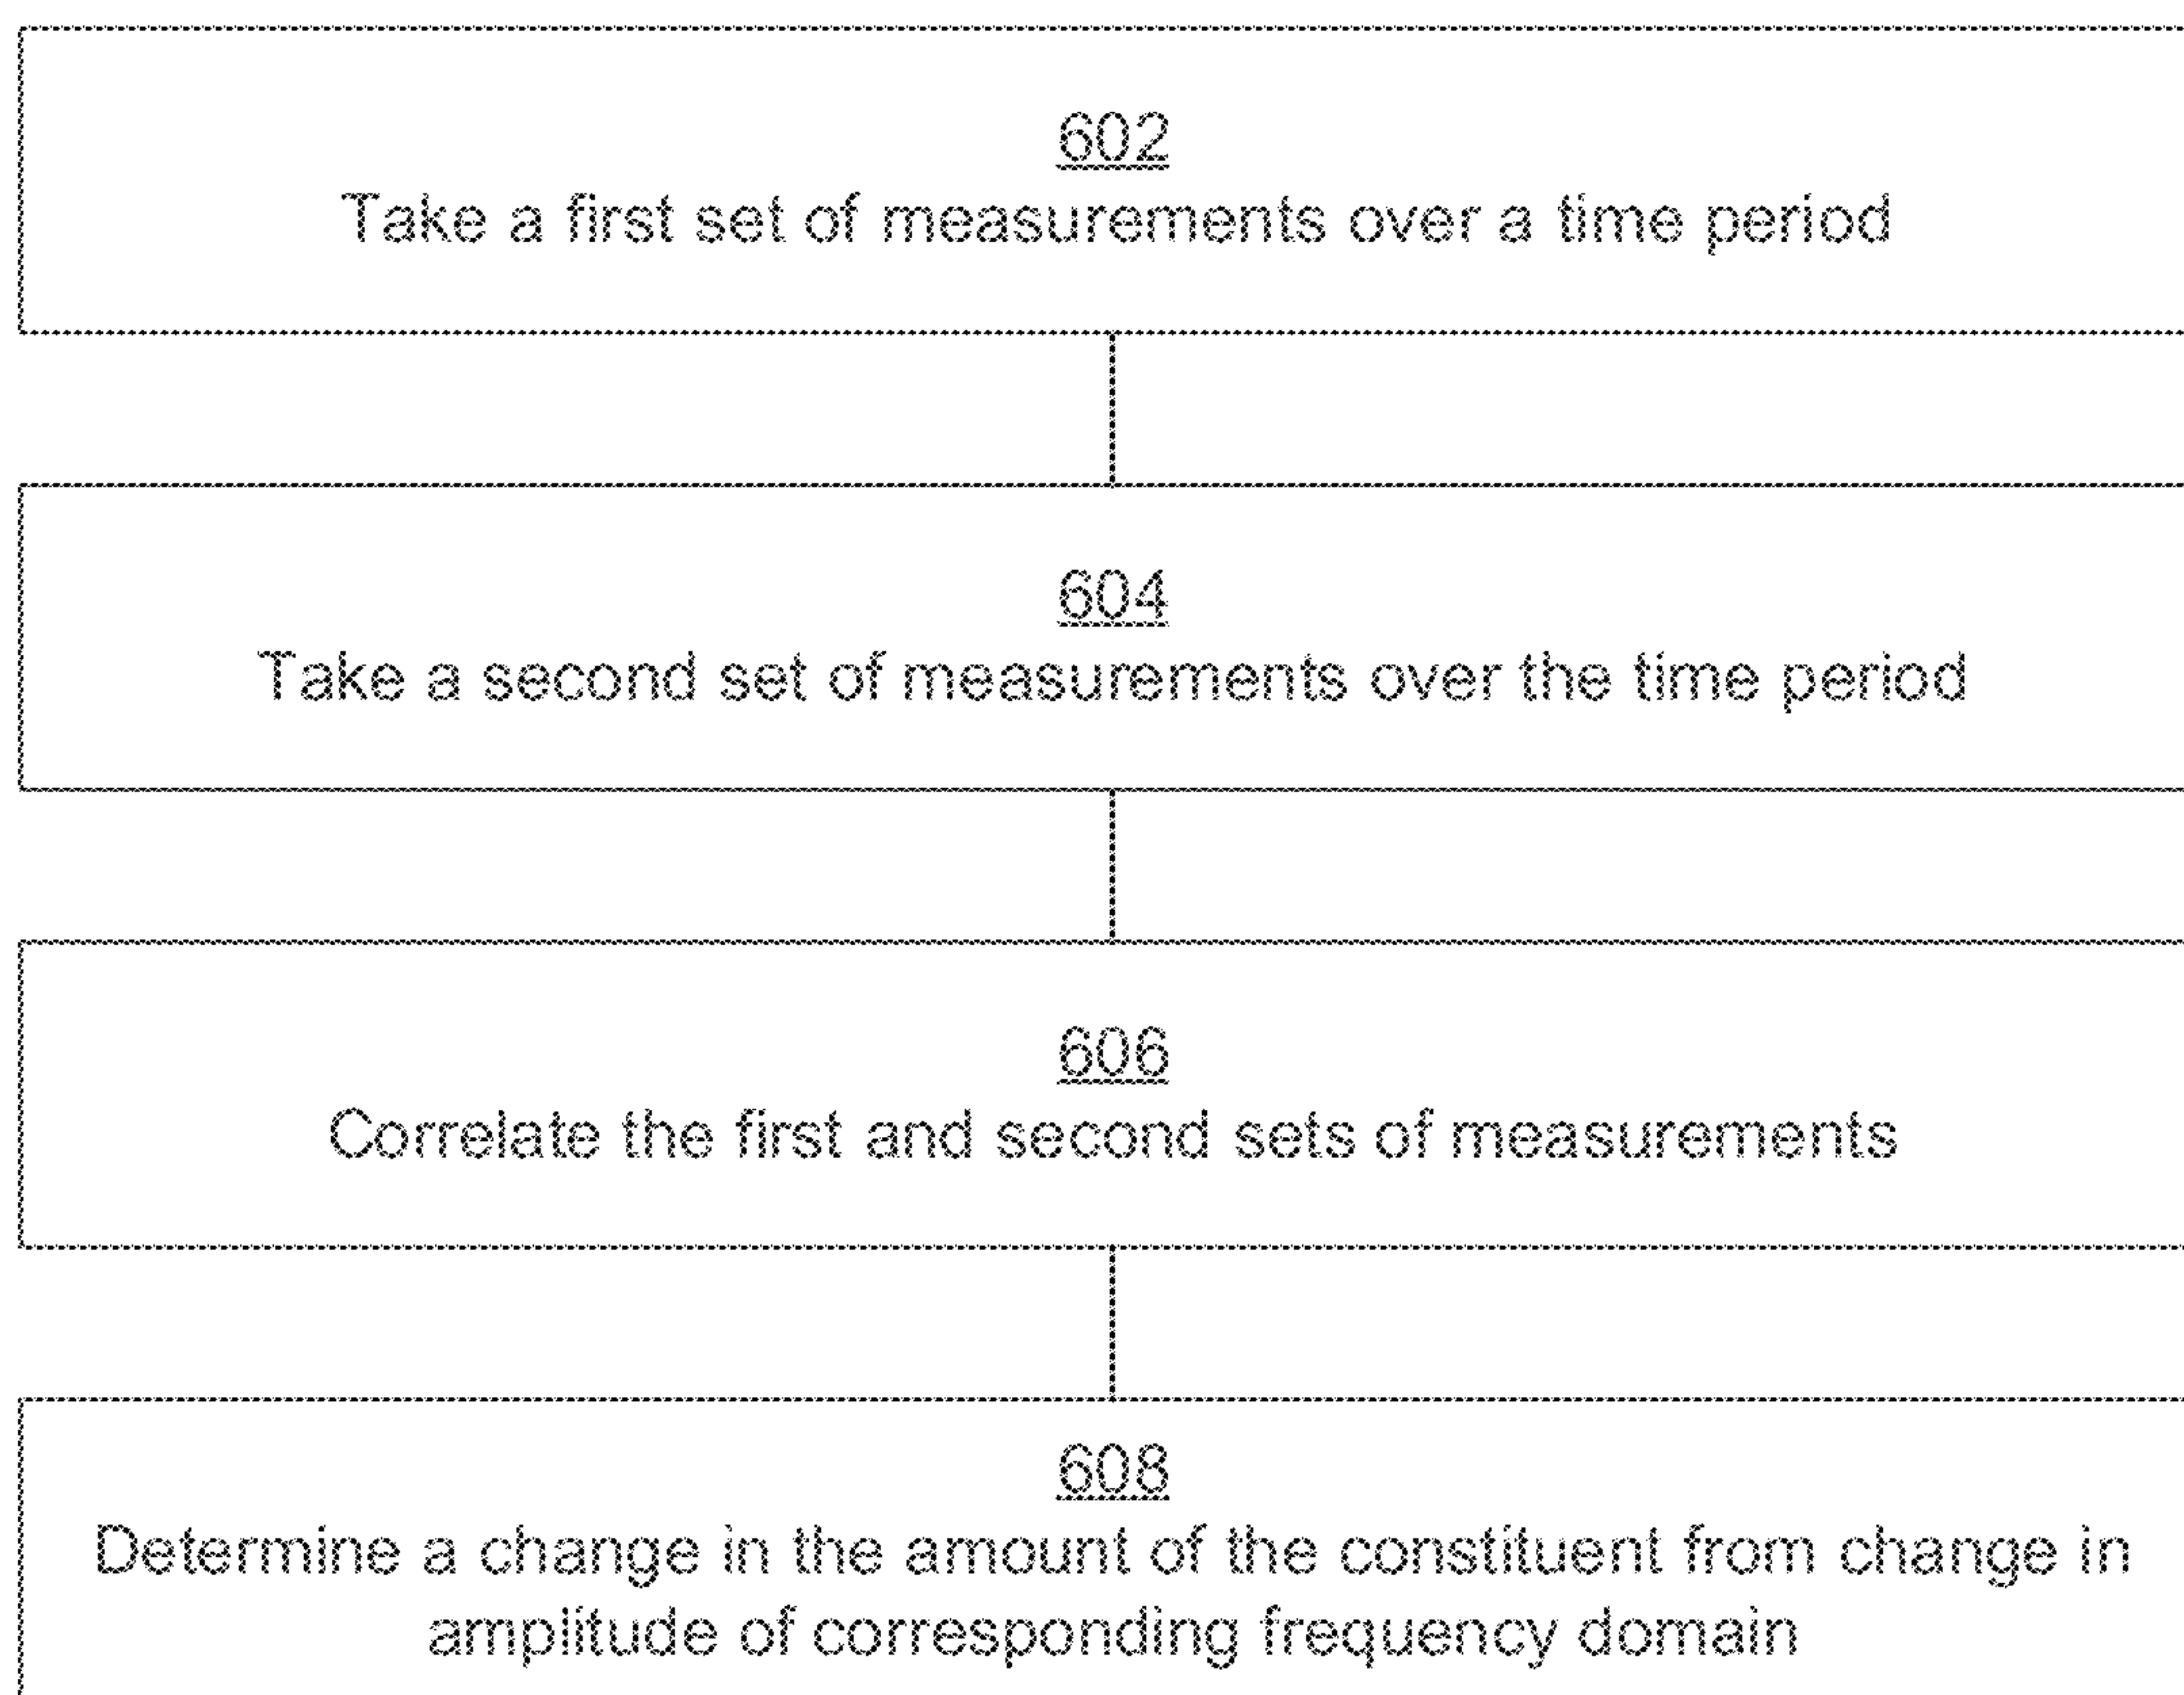 602
Take a first set of measurements over a time period
604
Take a second set of measurements over the time period
606
Correlate the first and second sets of measurements
608
Determine a change in the amount of the constituent from change in
amplitude of corresponding frequency domain